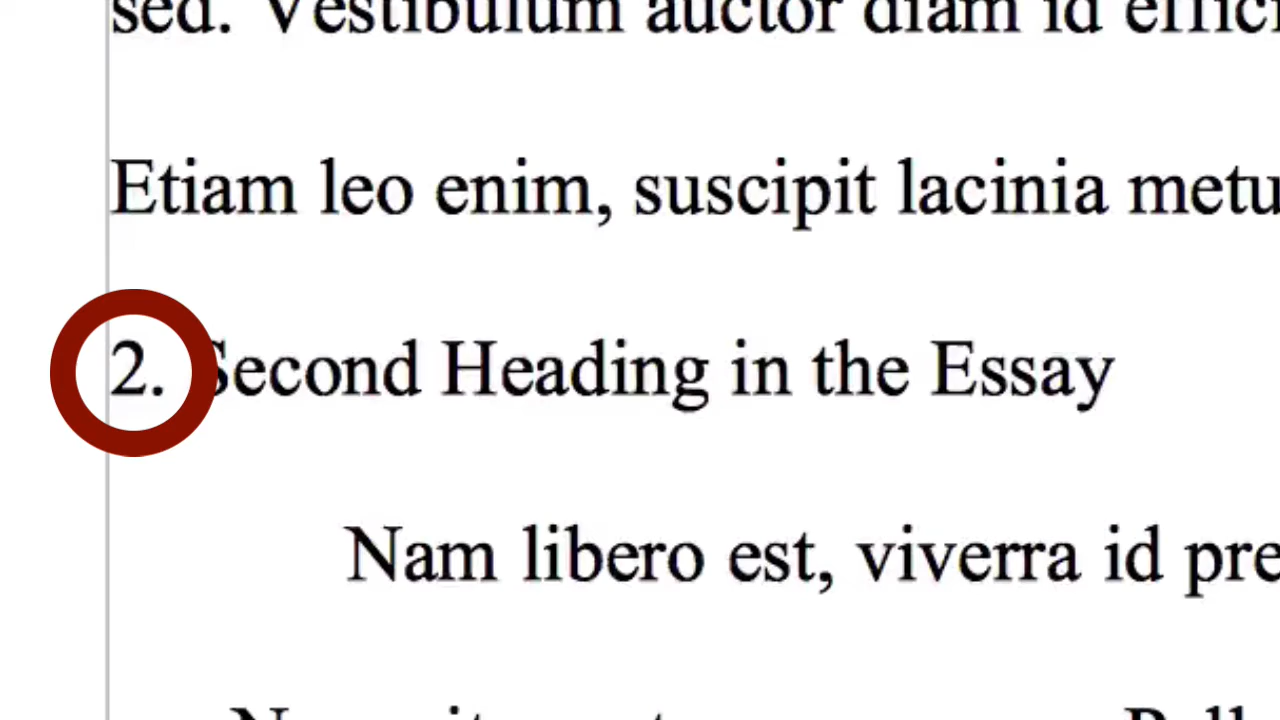 sed. Vestibulum auctor diam id
Etiam leo enim, suscipit lacinia metu
2. Second Heading in the Essay
Nam libero est, viverra id pre